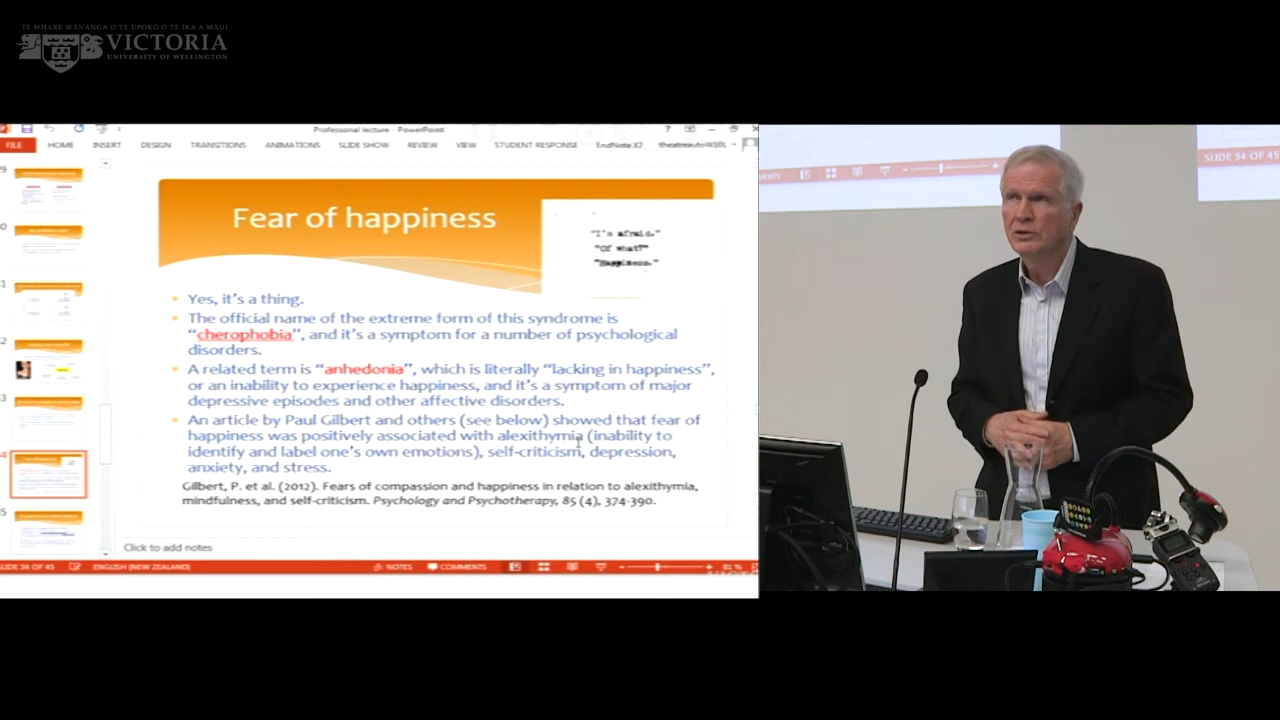 TE WHARE WĀNANGA O TE ŪPOKO O TE IKA A MĀUI
VICTORIA
UNIVERSITY OF WELLINGTON
Professional lecture - PowerPoint
FILE HOME INSERT DESIGN TRANSITIONS ANIMATIONS SLIDE SHOW REVIEW VIEW STUDENT RESPONSE EndNote X7
Fear of happiness
"I'm afraid."
"Of what?"
"Happiness."
Yes, it's a thing.
The official name of the extreme form of this syndrome is
"cherophobia", and it's a symptom for a number of psychological
disorders.
A related term is "anhedonia", which is literally "lacking in happiness",
or an inability to experience happiness, and it's a symptom of major
depressive episodes and other affective disorders.
An article by Paul Gilbert and others (see below) showed that fear of
happiness was positively associated with alexithymia (inability to
identify and label one's own emotions), self-criticism, depression,
anxiety, and stress.
Gilbert, P. et al. (2012). Fears of compassion and happiness in relation to alexithymia,
mindfulness, and self-criticism. Psychology and Psychotherapy, 85 (4), 374-390.
Click to add notes
SLIDE 34 OF 45 ENGLISH (NEW ZEALAND) NOTES COMMENTS 81 %
MENTS
SLIDE 34 OF 45